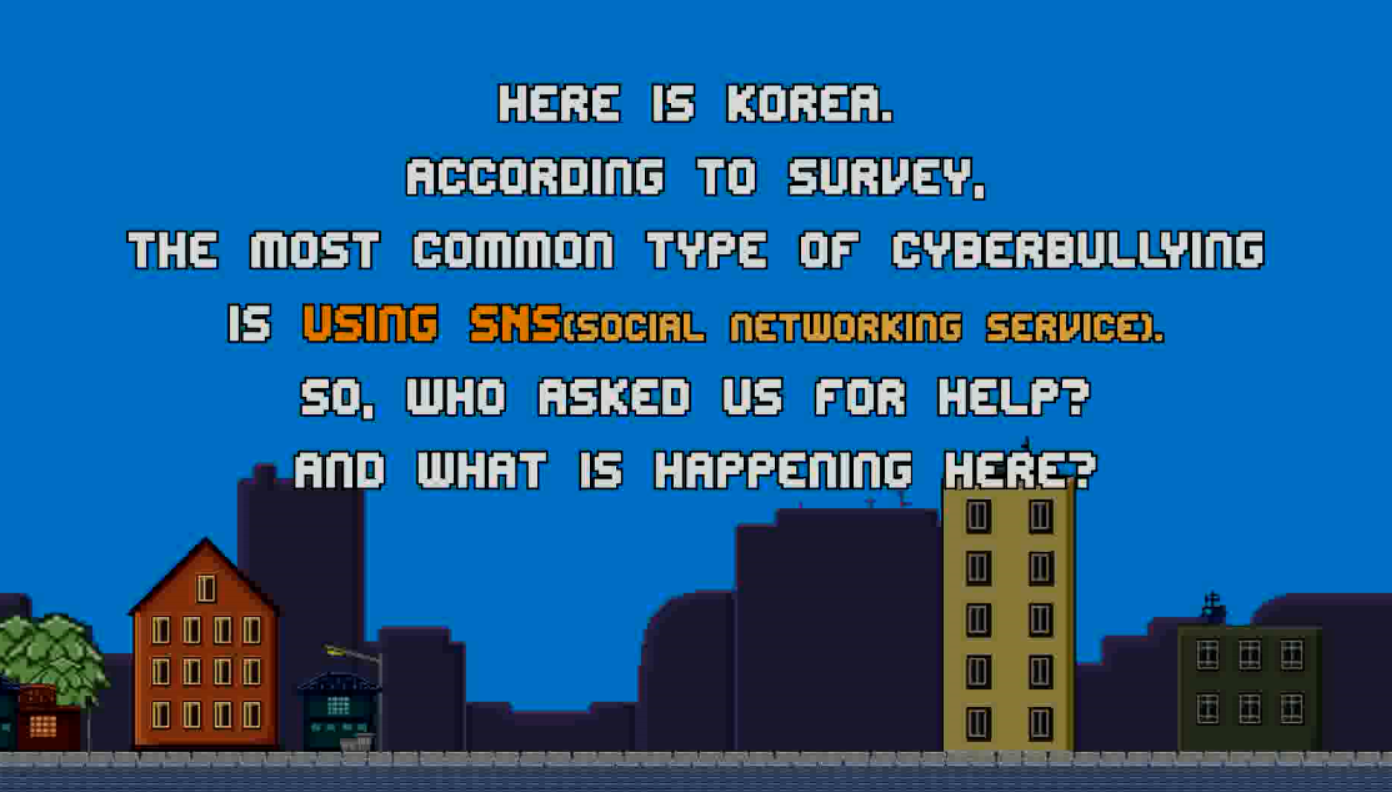 HERE IS KOREA.
ACCORDING TO SURVEY,
THE MOST COMMON TYPE OF CYBERBULLYING
IS USING SNS(SOCIAL NETWORKING SERVICE).
SO, WHO ASKED US FOR HELP?
AND WHAT IS HAPPENING HERE?